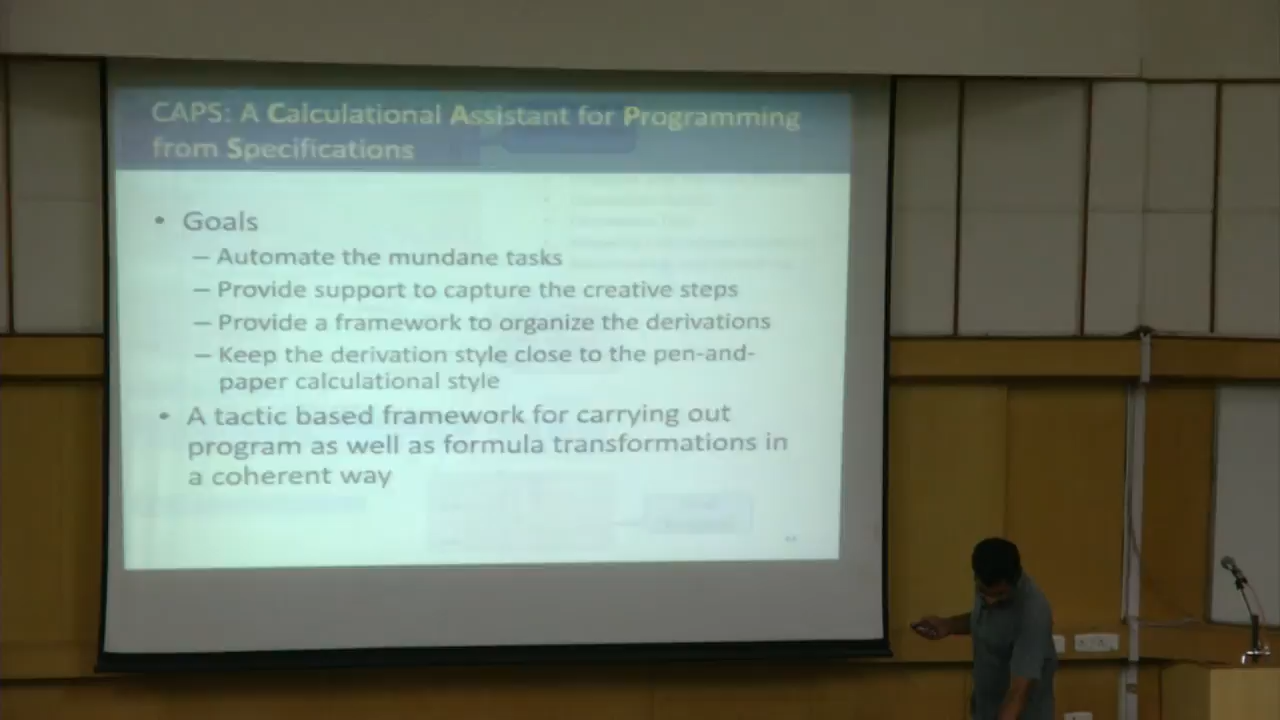 CAPS: A Calculational Assistant for Programming
from Specifications
• Goals
– Automate the mundane tasks
– Provide support to capture the creative steps
– Provide a framework to organize the derivations
– Keep the derivation style close to the pen-and-
paper calculational style
• A tactic based framework for carrying out
program as well as formula transformations in
a coherent way